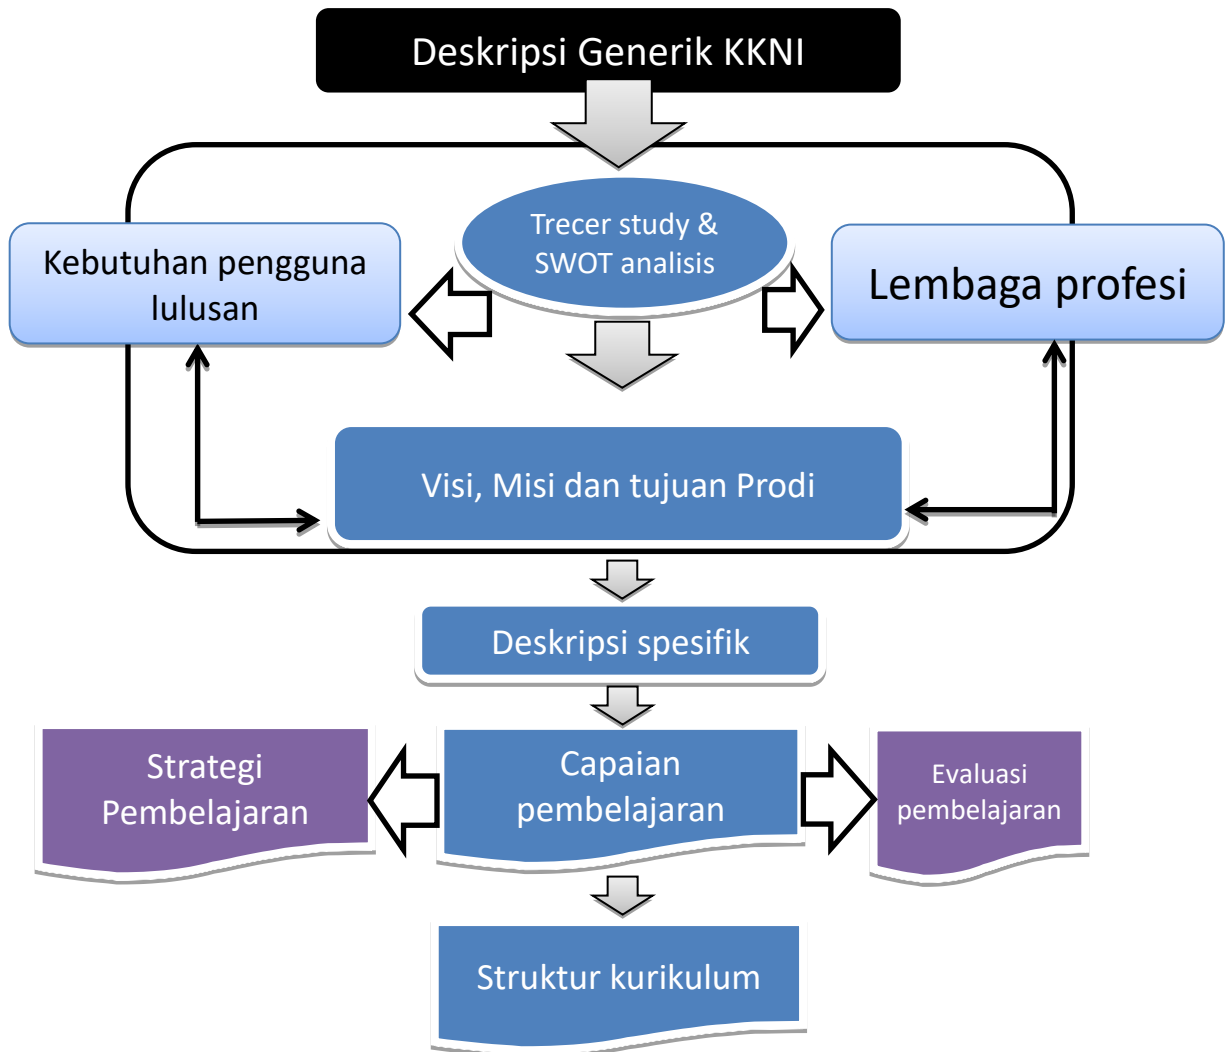 Deskripsi Generik KKNI
Trecer study &
SWOT analisis
Kebutuhan pengguna
lulusan
Lembaga profesi
Visi, Misi dan tujuan Prodi
Deskripsi spesifik
Strategi
Pembelajaran
Capaian
pembelajaran
Evaluasi
pembelajaran
Struktur kurikulum